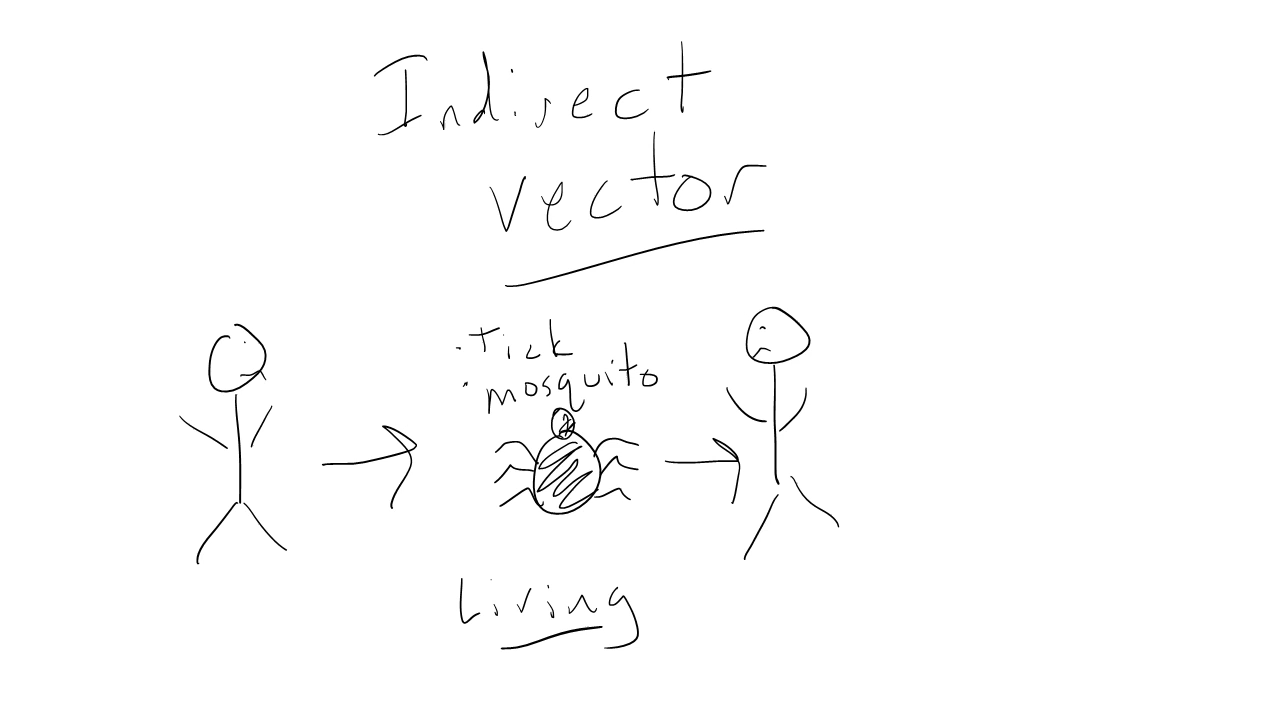 Indirect
vector
. Tick
. mosquito
Living